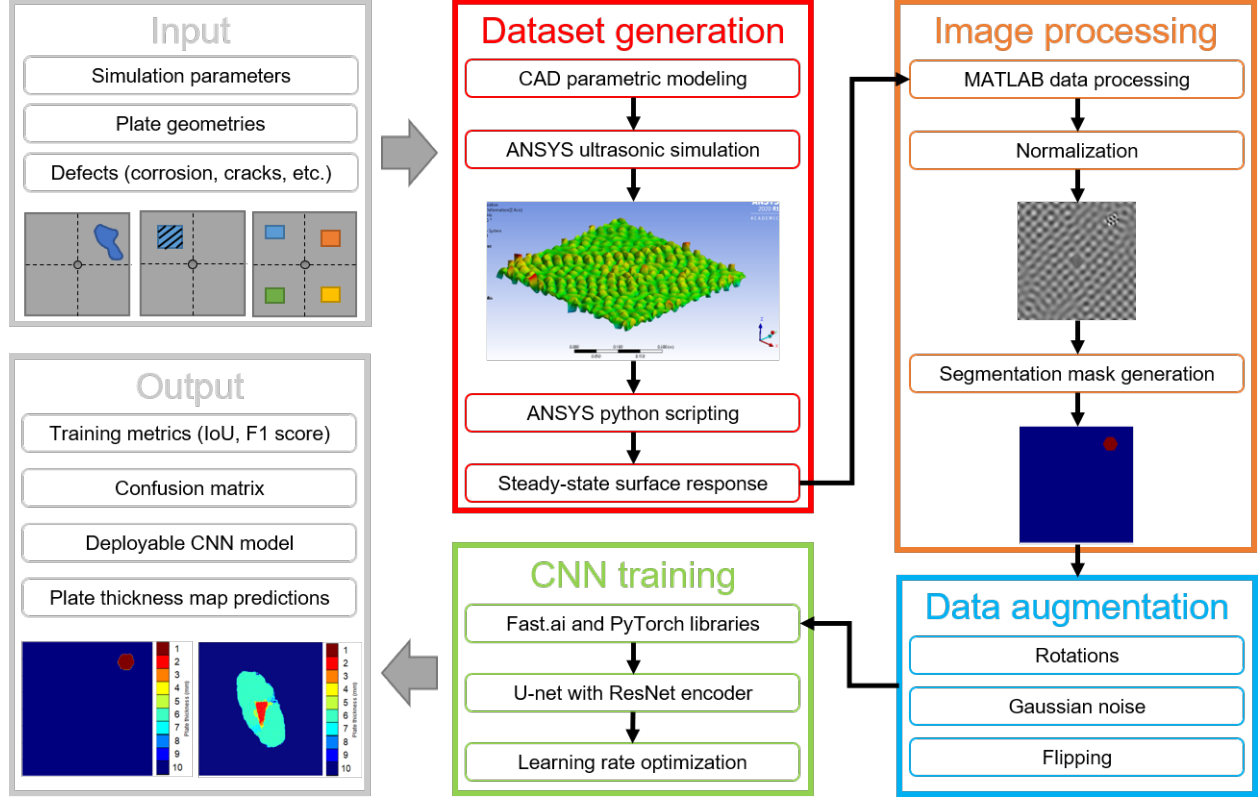 Input
Simulation parameters
Plate geometries
Defects (corrosion, cracks, etc.)
Dataset generation
CAD parametric modeling
ANSYS ultrasonic simulation
ANSYS
2020 R1
ANSYS python scripting
Steady-state surface response
Image processing
MATLAB data processing
Normalization
Segmentation mask generation
Data augmentation
Rotations
Gaussian noise
Flipping
CNN training
Fast.ai and PyTorch libraries
U-net with ResNet encoder
Learning rate optimization
Output
Training metrics (IoU, F1 score)
Confusion matrix
Deployable CNN model
Plate thickness map predictions
1
2
3
4
5
6
7
8
9
10
Plate thickness (mm)
1
2
3
4
5
6
7
8
9
10
Plate thickness (mm)